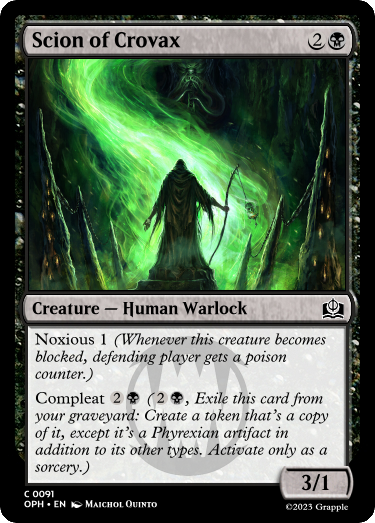 Scion of Crovax 2
Creature — Human Warlock
Noxious 1 (Whenever this creature becomes
blocked, defending player gets a poison
counter.)
Compleat 2 ( 2 , Exile this card from
your graveyard: Create a token that's a copy
of it, except it's a Phyrexian artifact in
addition to its other types. Activate only as a
sorcery.)
3/1
C 0091
OPH • EN Maichol Quinto
©2023 Grapple